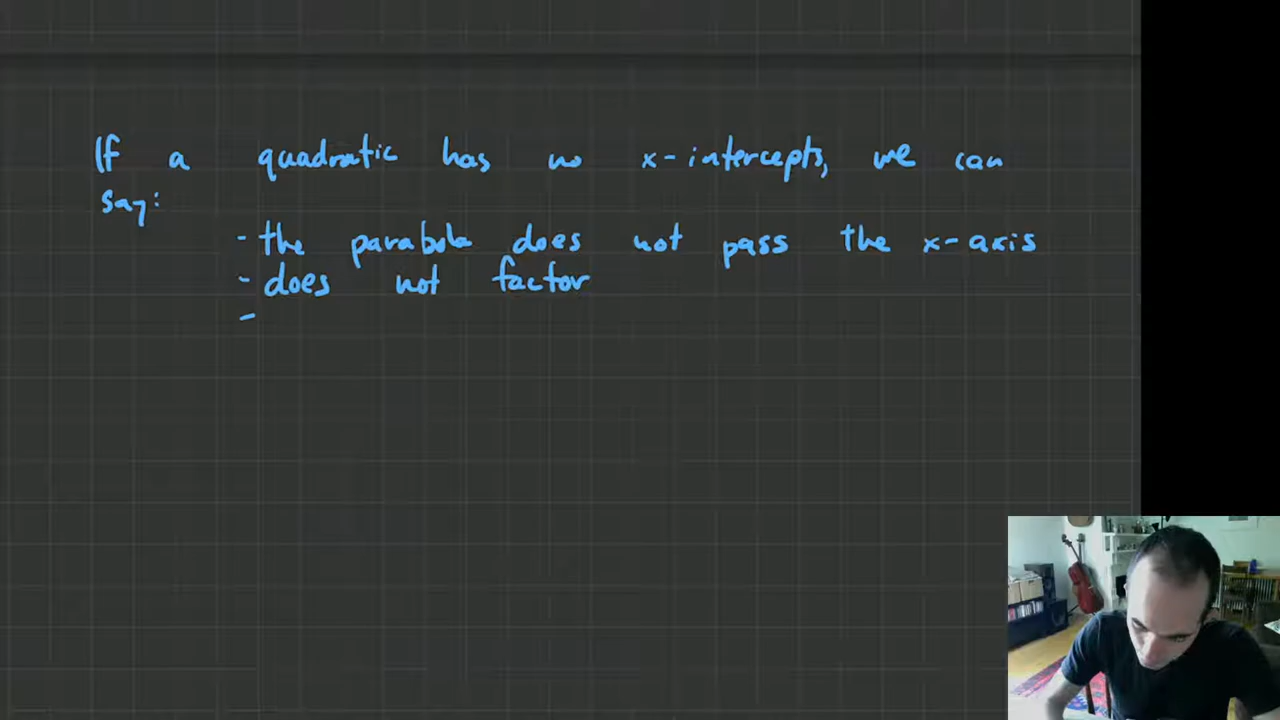 If a quadratic has no x-intercepts, we can
say:
- the parabola does not pass the x-axis
- does not factor
-